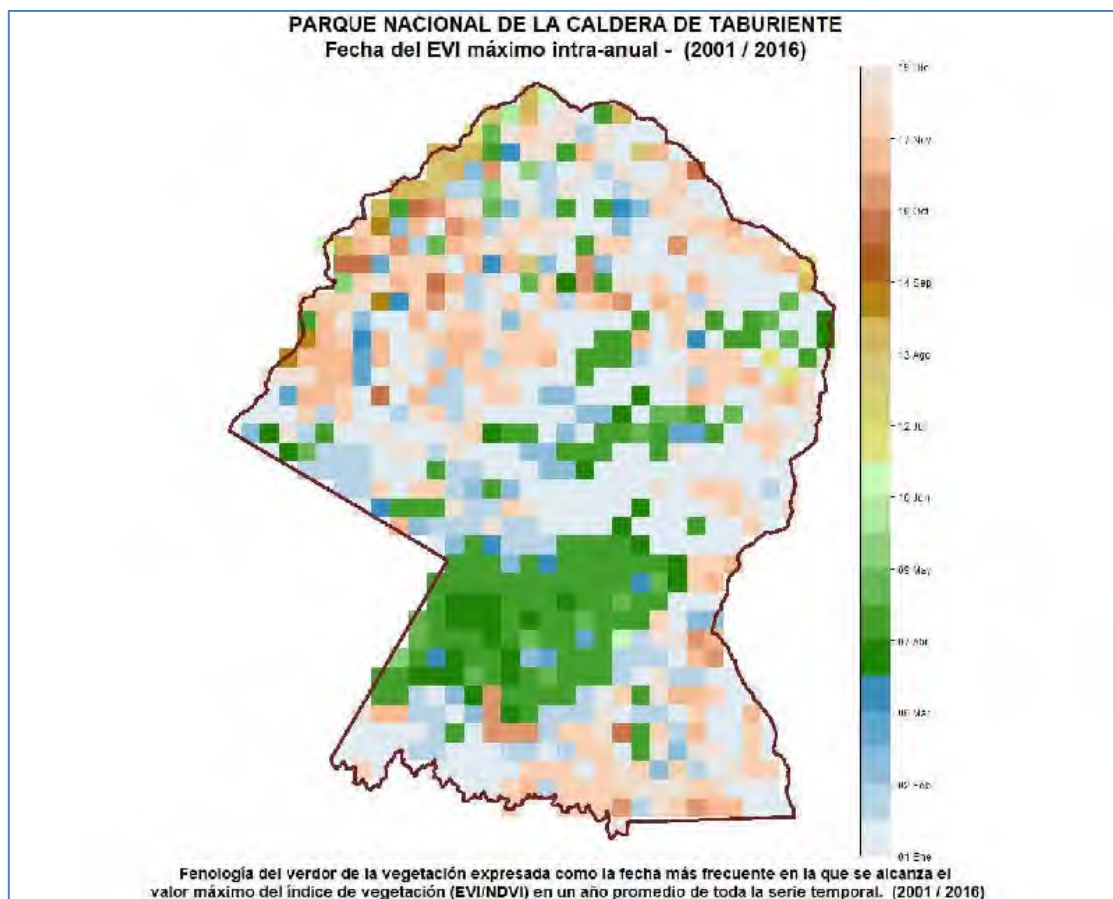 PARQUE NACIONAL DE LA CALDERA DE TABURIENTE
Fecha del EVI máximo intra-anual - (2001 / 2016)
17 Nov
16 Oct
14 Sep
13 Ago
12 Jul
10 Jun
09 May
07 Abr
06 Mar
02 Feb
01 Ene
Fenología del verdor de la vegetación expresada como la fecha más frecuente en la que se alcanza el
valor máximo del índice de vegetación (EVI/NDVI) en un año promedio de toda la serie temporal. (2001 / 2016)